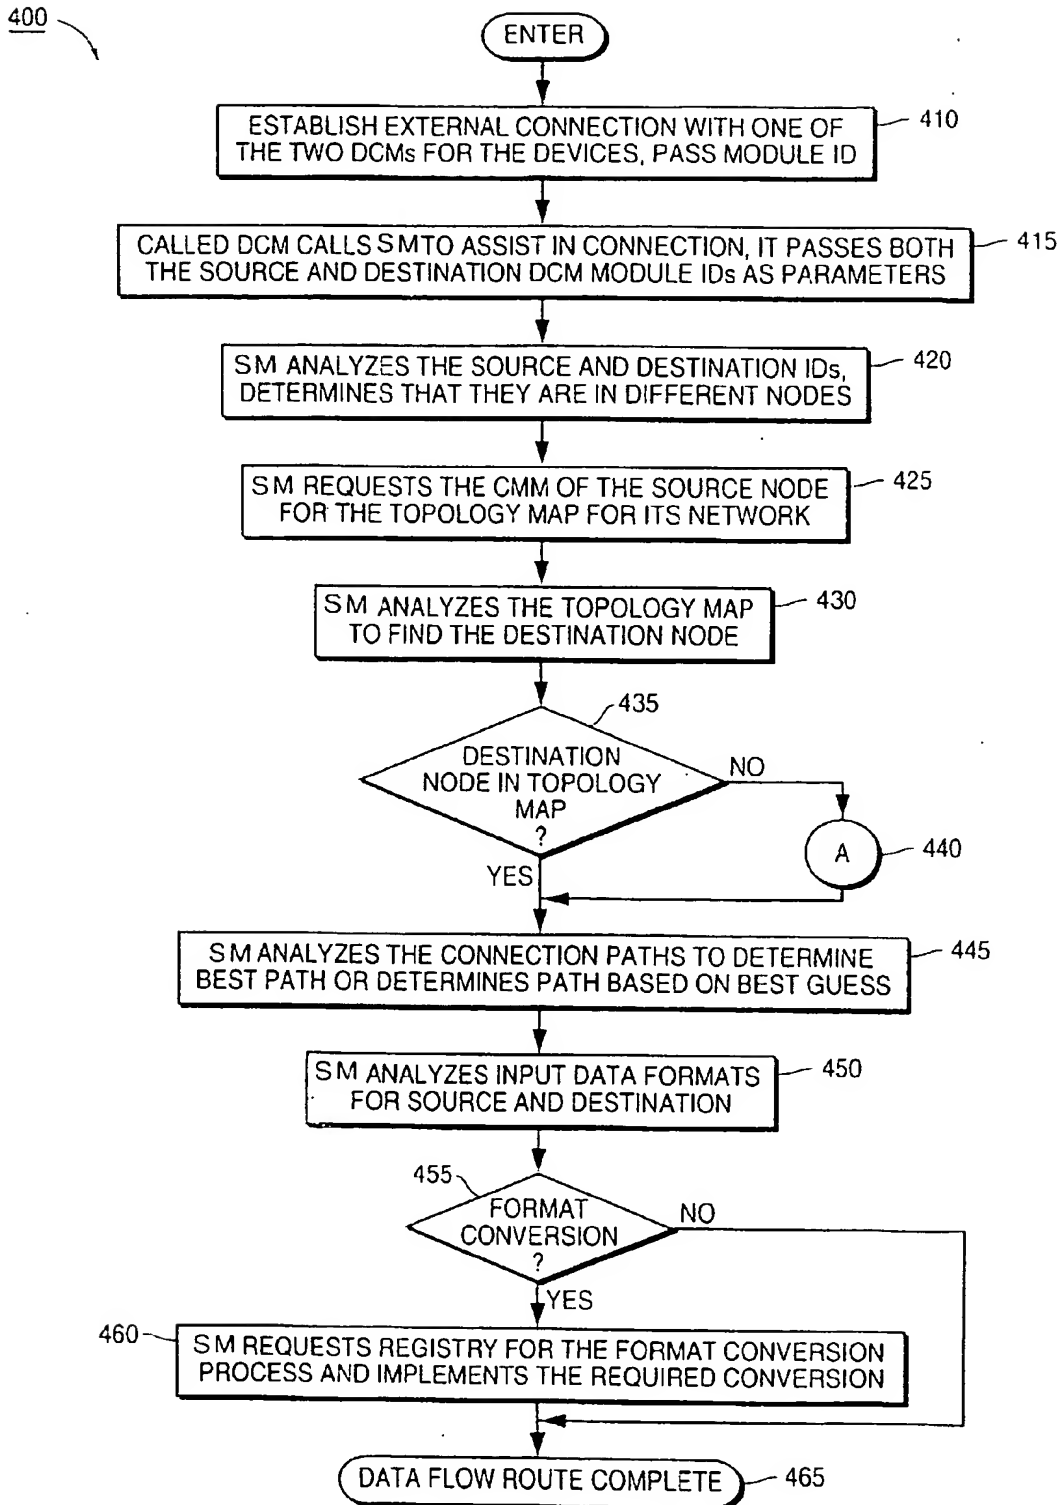 400
ENTER
ESTABLISH EXTERNAL CONNECTION WITH ONE OF
THE TWO DCMs FOR THE DEVICES, PASS MODULE ID
410
CALLED DCM CALLS SMTO ASSIST IN CONNECTION, IT PASSES BOTH
THE SOURCE AND DESTINATION DCM MODULE IDs AS PARAMETERS
415
SM ANALYZES THE SOURCE AND DESTINATION IDs,
DETERMINES THAT THEY ARE IN DIFFERENT NODES
420
SM REQUESTS THE CMM OF THE SOURCE NODE
FOR THE TOPOLOGY MAP FOR ITS NETWORK
425
SM ANALYZES THE TOPOLOGY MAP
TO FIND THE DESTINATION NODE
430
435
DESTINATION
NODE IN TOPOLOGY
MAP
?
NO
YES
A
440
SM ANALYZES THE CONNECTION PATHS TO DETERMINE
BEST PATH OR DETERMINES PATH BASED ON BEST GUESS
445
SM ANALYZES INPUT DATA FORMATS
FOR SOURCE AND DESTINATION
450
455
FORMAT
CONVERSION
?
NO
YES
460
SM REQUESTS REGISTRY FOR THE FORMAT CONVERSION
PROCESS AND IMPLEMENTS THE REQUIRED CONVERSION
DATA FLOW ROUTE COMPLETE
465